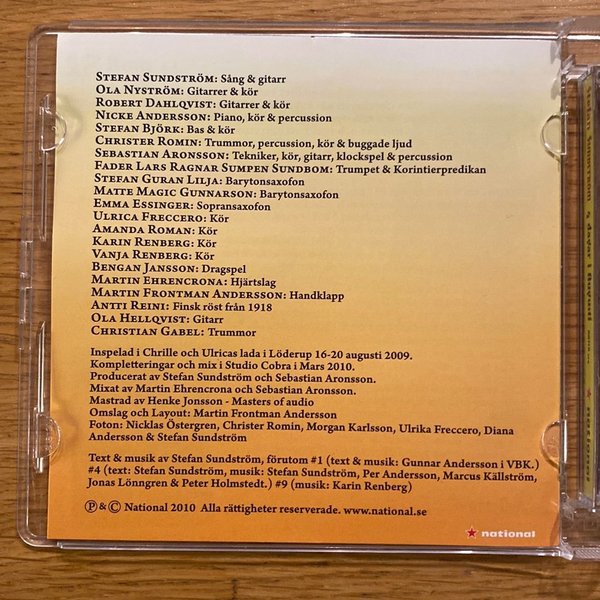 STEFAN SUNDSTRÖM: Sång & gitarr
OLA NYSTRÖM: Gitarrer & kör
ROBERT DAHLQVIST: Gitarrer & kör
NICKE ANDERSSON: Piano, kör & percussion
STEFAN BJÖRK: Bas & kör
CHRISTER ROMIN: Trummor, percussion, kör & buggade ljud
SEBASTIAN ARONSSON: Tekniker, kör, gitarr, klockspel & percussion
FADER LARS RAGNAR SUMPEN SUNDBOM: Trumpet & Korintierpredikan
STEFAN GURAN LILJA: Barytonsaxofon
MATTE MAGIC GUNNARSON: Barytonsaxofon
EMMA ESSINGER: Sopransaxofon
ULRICA FRECCERO: Kör
AMANDA ROMAN: Kör
KARIN RENBERG: Kör
VANJA RENBERG: Kör
BENGAN JANSSON: Dragspel
MARTIN EHRENCRONA: Hjärtslag
MARTIN FRONTMAN ANDERSSON: Handklapp
ANTTI REINI: Finsk röst från 1918
OLA HELLQVIST: Gitarr
CHRISTIAN GABEL: Trummor
Inspelad i Chrille och Ulricas lada i Löderup 16-20 augusti 2009.
Kompletteringar och mix i Studio Cobra i Mars 2010.
Producerat av Stefan Sundström och Sebastian Aronsson.
Mixat av Martin Ehrencrona och Sebastian Aronsson.
Mastrad av Henke Jonsson - Masters of audio
Omslag och Layout: Martin Frontman Andersson
Foton: Nicklas Östergren, Christer Romin, Morgan Karlsson, Ulrika Freccero, Diana
Andersson & Stefan Sundström
Text & musik av Stefan Sundström, förutom #1 (text & musik: Gunnar Andersson i VBK.)
#4 (text: Stefan Sundström, musik: Stefan Sundström, Per Andersson, Marcus Källström,
Jonas Lönngren & Peter Holmstedt.) #9 (musik: Karin Renberg)
℗ & © National 2010 Alla rättigheter reserverade. www.national.se
national